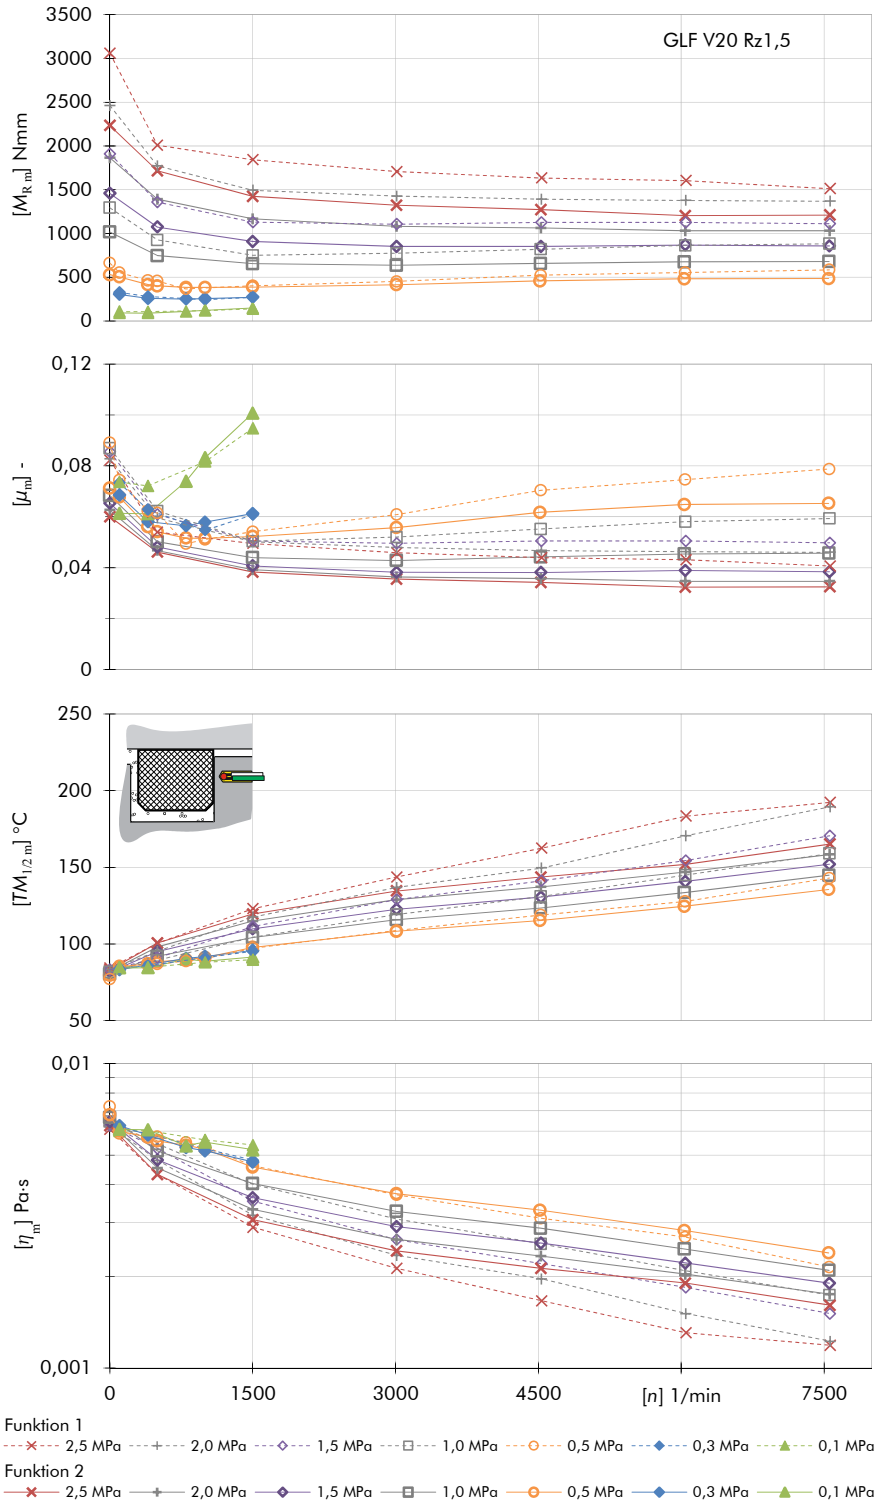 GLF V20 Rz1,5
[M_R m] Nmm
3500
3000
2500
2000
1500
1000
500
0
[μ_m] -
0,12
0,08
0,04
0
[TM_1/2 m] °C
250
200
150
100
50
[η_m] Pa·s
0,01
0,001
0 1500 3000 4500 [n] 1/min 7500
Funktion 1
2,5 MPa 2,0 MPa 1,5 MPa 1,0 MPa 0,5 MPa 0,3 MPa 0,1 MPa
Funktion 2
2,5 MPa 2,0 MPa 1,5 MPa 1,0 MPa 0,5 MPa 0,3 MPa 0,1 MPa